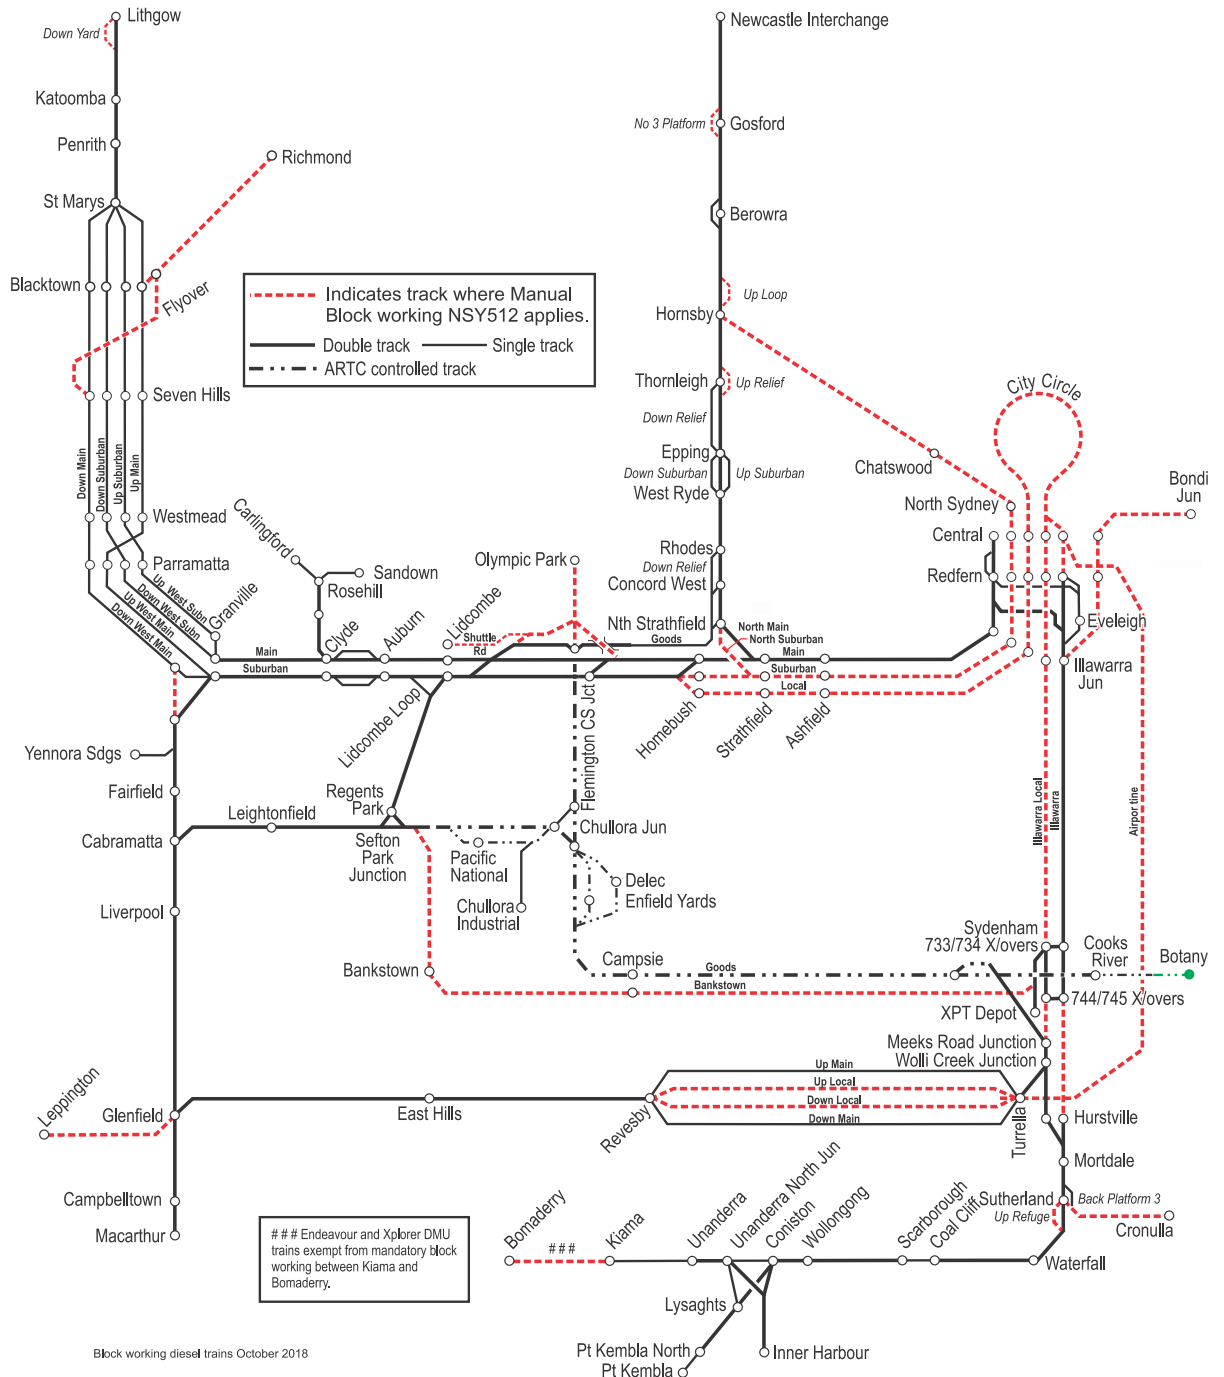 Lithgow
Down Yard
Katoomba
Penrith
Richmond
St Marys
Blacktown
Flyover
Seven Hills
Down Main
Down Suburban
Up Suburban
Up Main
Westmead
Parramatta
Up West Subn
Down West Subn
Up West Main
Down West Main
Granville
Newcastle Interchange
No 3 Platform
Gosford
Berowra
Up Loop
Hornsby
Thornleigh
Up Relief
Down Relief
Epping
Down Suburban
Up Suburban
West Ryde
Rhodes
Down Relief
Concord West
Nth Strathfield
North Main
North Suburban
Indicates track where Manual
Block working NSY512 applies.
Double track
Single track
ARTC controlled track
City Circle
Chatswood
North Sydney
Bondi
Jun
Central
Redfern
Eveleigh
Illawarra
Jun
Carlingford
Sandown
Rosehill
Clyde
Auburn
Lidcombe
Olympic Park
Shuttle
Rd
Goods
Main
Suburban
Main
Suburban
Local
Lidcombe Loop
Flemington CS Jct
Homebush
Strathfield
Ashfield
Yennora Sdgs
Fairfield
Cabramatta
Leightonfield
Regents
Park
Sefton
Park
Junction
Pacific
National
Chullora Jun
Chullora
Industrial
Delec
Enfield Yards
Liverpool
Bankstown
Campsie
Goods
Bankstown
Illawarra Local
Illawarra
Airport tine
Sydenham
733/734 X/overs
Cooks
River
Botany
744/745 X/overs
XPT Depot
Meeks Road Junction
Wolli Creek Junction
Up Main
Up Local
Down Local
Down Main
Leppington
Glenfield
East Hills
Revesby
Turrella
Hurstville
Mortdale
Sutherland
Back Platform 3
Up Refuge
Cronulla
Campbelltown
Macarthur
# # # Endeavour and Xplorer DMU
trains exempt from mandatory block
working between Kiama and
Bomaderry.
Bomaderry
# # #
Kiama
Unanderra
Unanderra North Jun
Coniston
Wollongong
Scarborough
Coal Cliff
Waterfall
Lysaghts
Pt Kembla North
Pt Kembla
Inner Harbour
Block working diesel trains October 2018